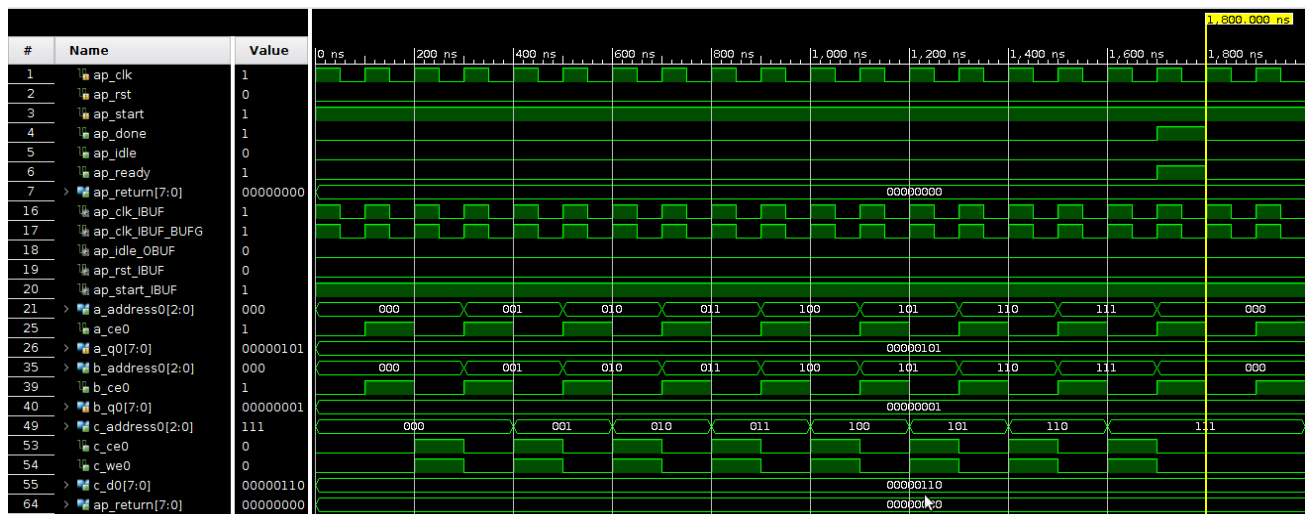 1,800.000 ns
# Name Value 0 ns 200 ns 400 ns 600 ns 800 ns 1,000 ns 1,200 ns 1,400 ns 1,600 ns 1,800 ns
1 ap_clk 1
2 ap_rst 0
3 ap_start 1
4 ap_done 1
5 ap_idle 0
6 ap_ready 1
7 ap_return[7:0] 00000000 00000000
16 ap_clk_IBUF 1
17 ap_clk_IBUF_BUFG 1
18 ap_idle_OBUF 0
19 ap_rst_IBUF 0
20 ap_start_IBUF 1
21 a_address0[2:0] 000 000 001 010 011 100 101 110 111 000
25 a_ce0 1
26 a_q0[7:0] 00000101 00000101
35 b_address0[2:0] 000 000 001 010 011 100 101 110 111 000
39 b_ce0 1
40 b_q0[7:0] 00000001 00000001
49 c_address0[2:0] 111 000 001 010 011 100 101 110 111
53 c_ce0 0
54 c_we0 0
55 c_d0[7:0] 00000110 00000110
64 ap_return[7:0] 00000000